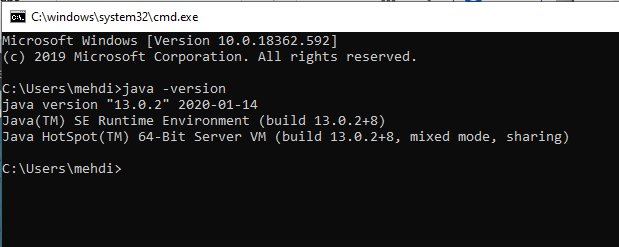 C:\windows\system32\cmd.exe
Microsoft Windows [Version 10.0.18362.592]
(c) 2019 Microsoft Corporation. All rights reserved.
C:\Users\mehdi>java -version
java version "13.0.2" 2020-01-14
Java(TM) SE Runtime Environment (build 13.0.2+8)
Java HotSpot(TM) 64-Bit Server VM (build 13.0.2+8, mixed mode, sharing)
C:\Users\mehdi>